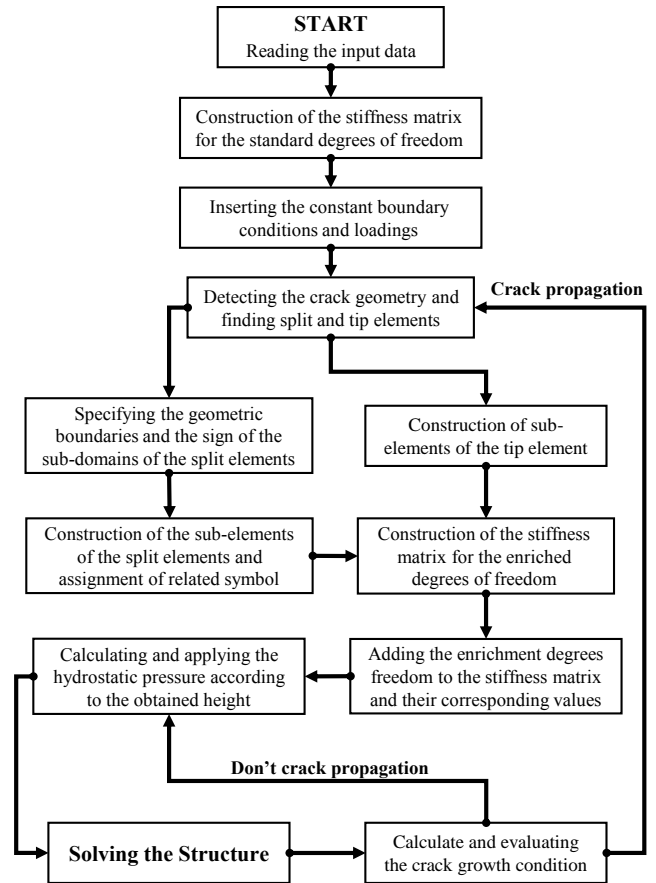 START
Reading the input data
Construction of the stiffness matrix
for the standard degrees of freedom
Inserting the constant boundary
conditions and loadings
Crack propagation
Detecting the crack geometry and
finding split and tip elements
Specifying the geometric
boundaries and the sign of the
sub-domains of the split elements
Construction of sub-
elements of the tip element
Construction of the sub-elements
of the split elements and
assignment of related symbol
Construction of the stiffness
matrix for the enriched
degrees of freedom
Calculating and applying the
hydrostatic pressure according
to the obtained height
Adding the enrichment degrees
freedom to the stiffness matrix
and their corresponding values
Don't crack propagation
Solving the Structure
Calculate and evaluating
the crack growth condition